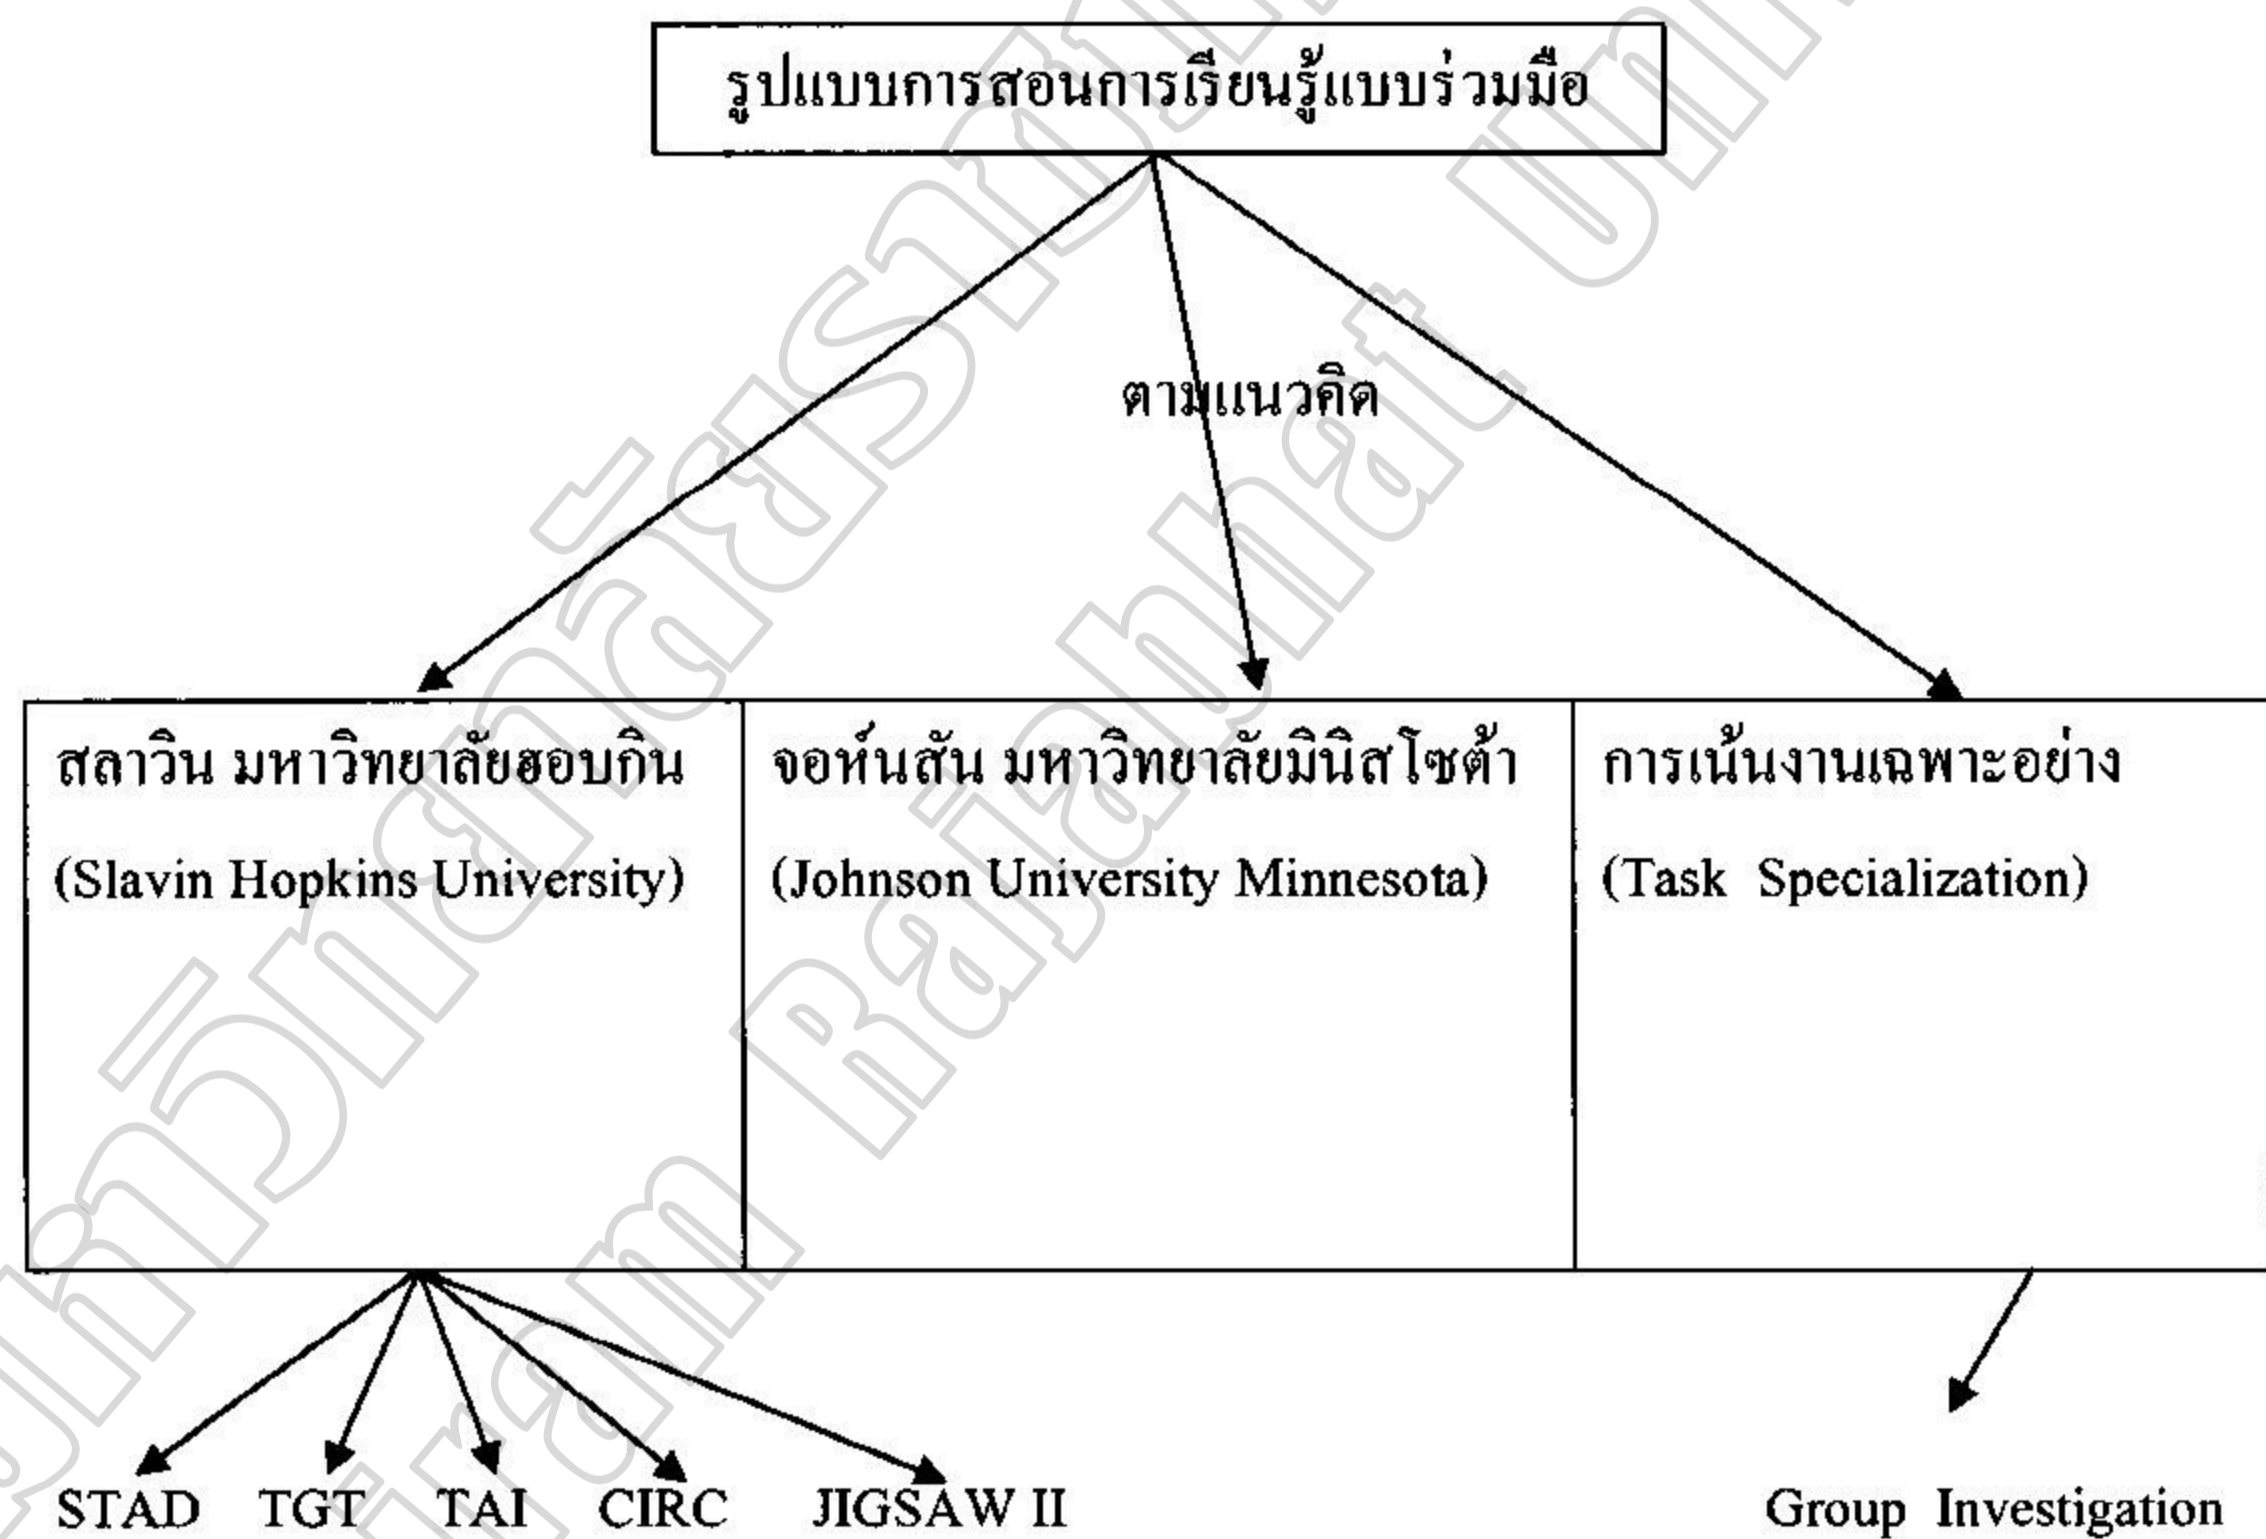 รูปแบบการสอนการเรียนรู้แบบร่วมมือ
ตามแนวคิด
สลาวิน มหาวิทยาลัยฮอบกิน
(Slavin Hopkins University)
จอห์นสัน มหาวิทยาลัยมินิสโซต้า
(Johnson University Minnesota)
การเน้นงานเฉพาะอย่าง
(Task Specialization)
STAD TGT TAI CIRC JIGSAW II
Group Investigation
Rajabhat